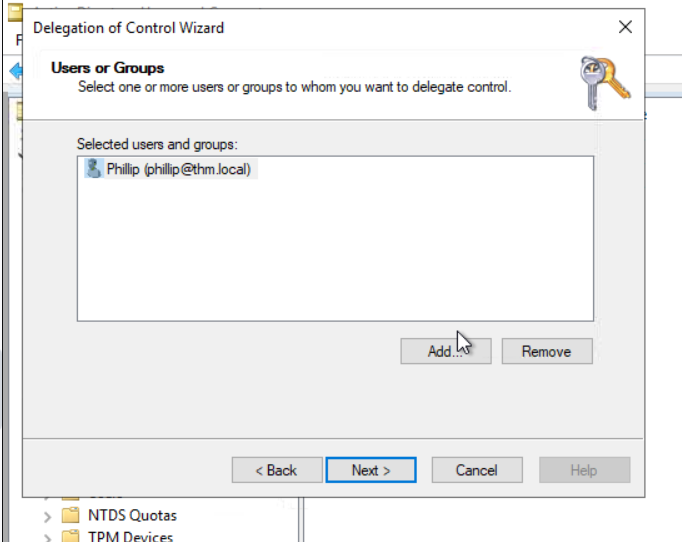 Delegation of Control Wizard
Users or Groups
Select one or more users or groups to whom you want to delegate control.
Selected users and groups:
Phillip (phillip@thm.local)
Add...
Remove
< Back
Next >
Cancel
Help
NTDS Quotas
TPM Devices